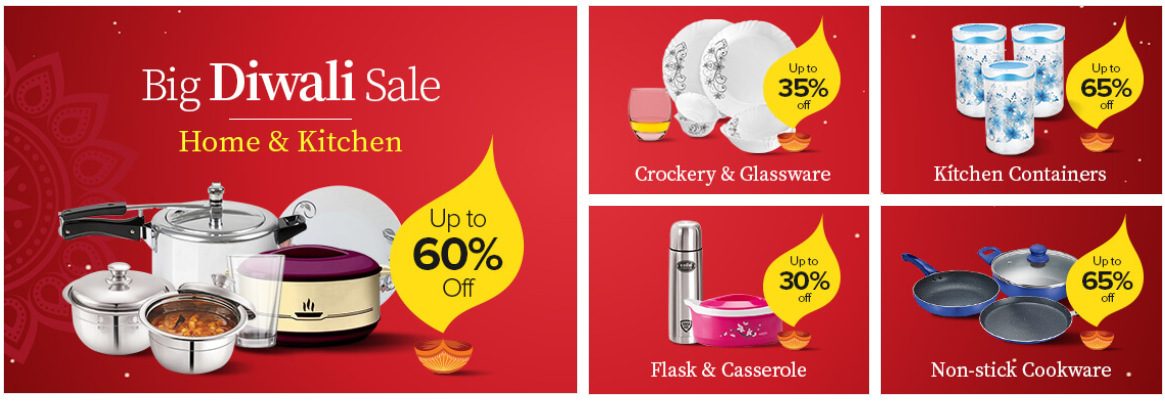 Big Diwali Sale
Home & Kitchen
Up to
60%
Off
Up to
35%
off
Crockery & Glassware
Up to
65%
off
Kitchen Containers
Up to
30%
off
Flask & Casserole
Up to
65%
off
Non-stick Cookware